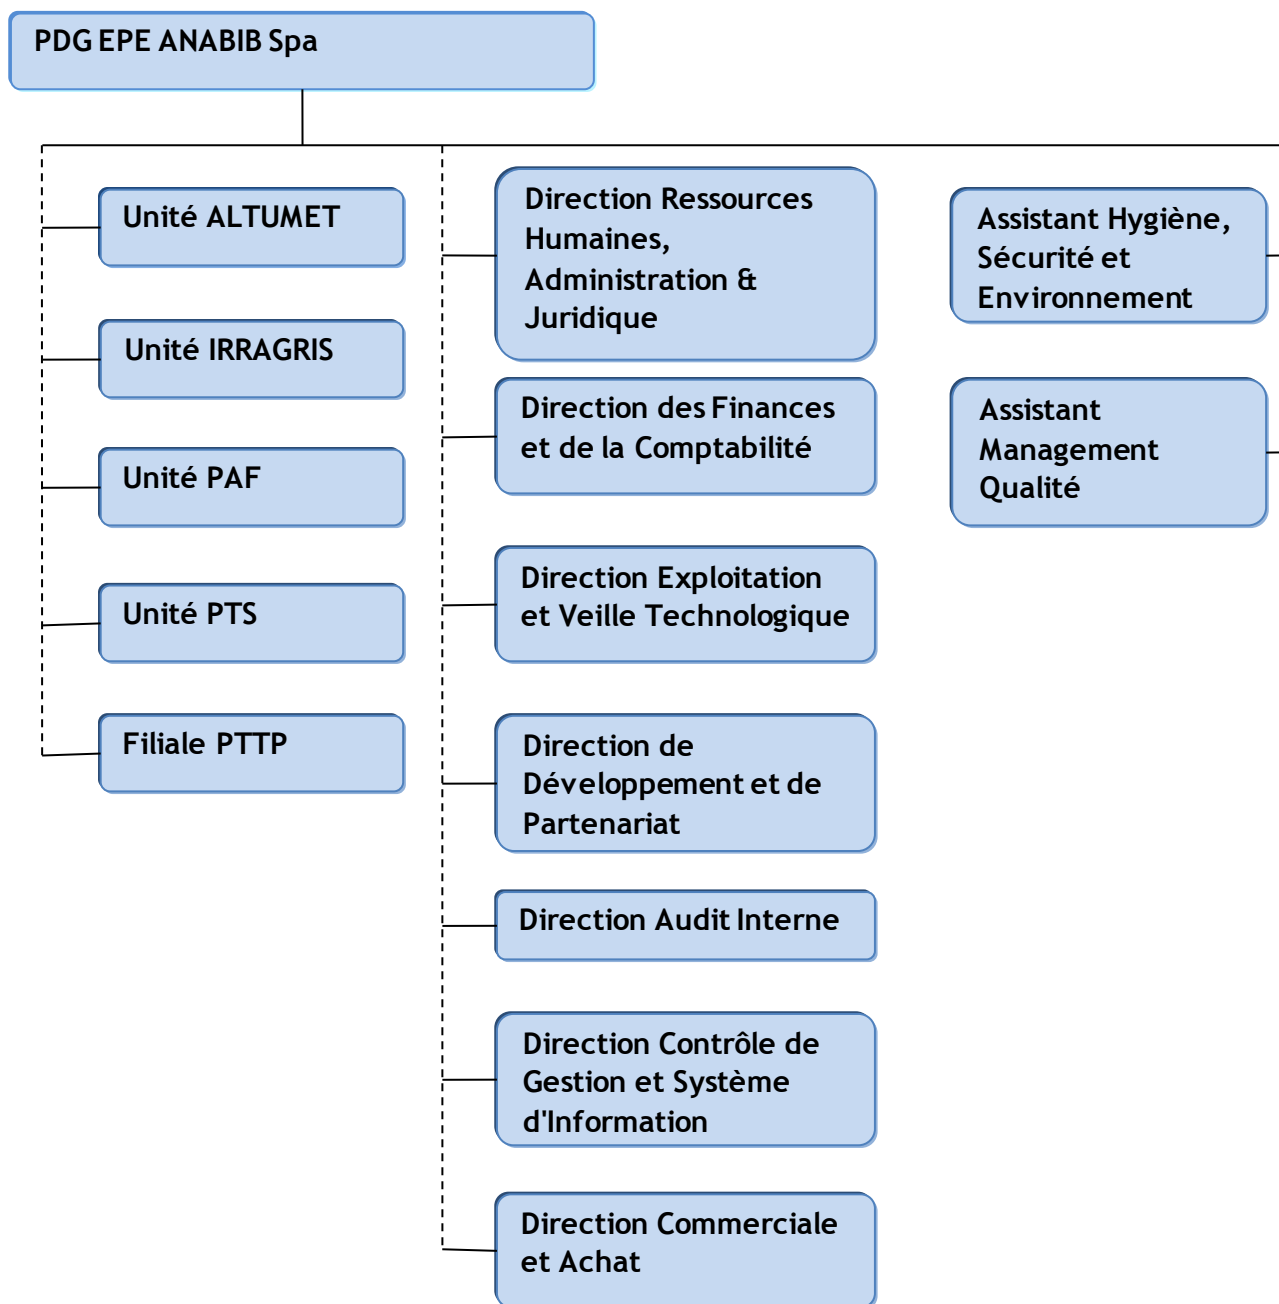 PDG EPE ANABIB Spa
Unité ALTUMET
Unité IRRAGRIS
Unité PAF
Unité PTS
Filiale PTTP
Direction Ressources
Humaines,
Administration &
Juridique
Direction des Finances
et de la Comptabilité
Direction Exploitation
et Veille Technologique
Direction de
Développement et de
Partenariat
Direction Audit Interne
Direction Contrôle de
Gestion et Système
d'Information
Direction Commerciale
et Achat
Assistant Hygiène,
Sécurité et
Environnement
Assistant
Management
Qualité